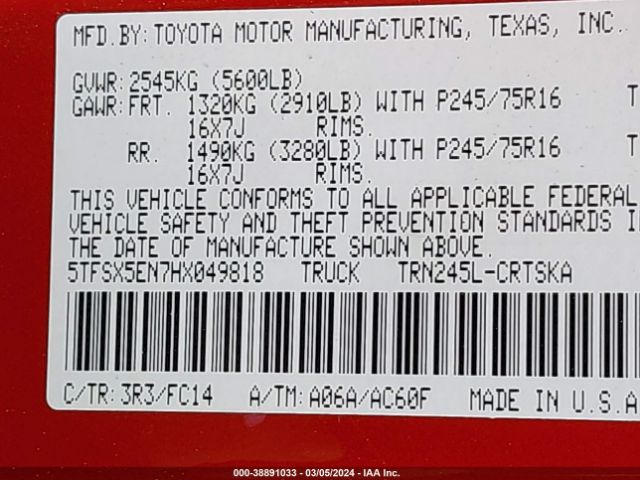 MFD.BY:TOYOTA MOTOR MANUFACTURING, TEXAS, INC.
GVWR:2545KG (5600LB)
GAWR:FRT. 1320KG (2910LB) WITH P245/75R16 T
16X7J RIMS.
RR. 1490KG (3280LB) WITH P245/75R16 T
16X7J RIMS.
THIS VEHICLE CONFORMS TO ALL APPLICABLE FEDERAL
VEHICLE SAFETY AND THEFT PREVENTION STANDARDS I
THE DATE OF MANUFACTURE SHOWN ABOVE.
5TFSX5EN7HX049818 TRUCK TRN245L-CRTSKA
C/TR:3R3/FC14 A/TM:A06A/AC60F MADE IN U.S.A
000-38891033 — 03/05/2024 — IAA Inc.